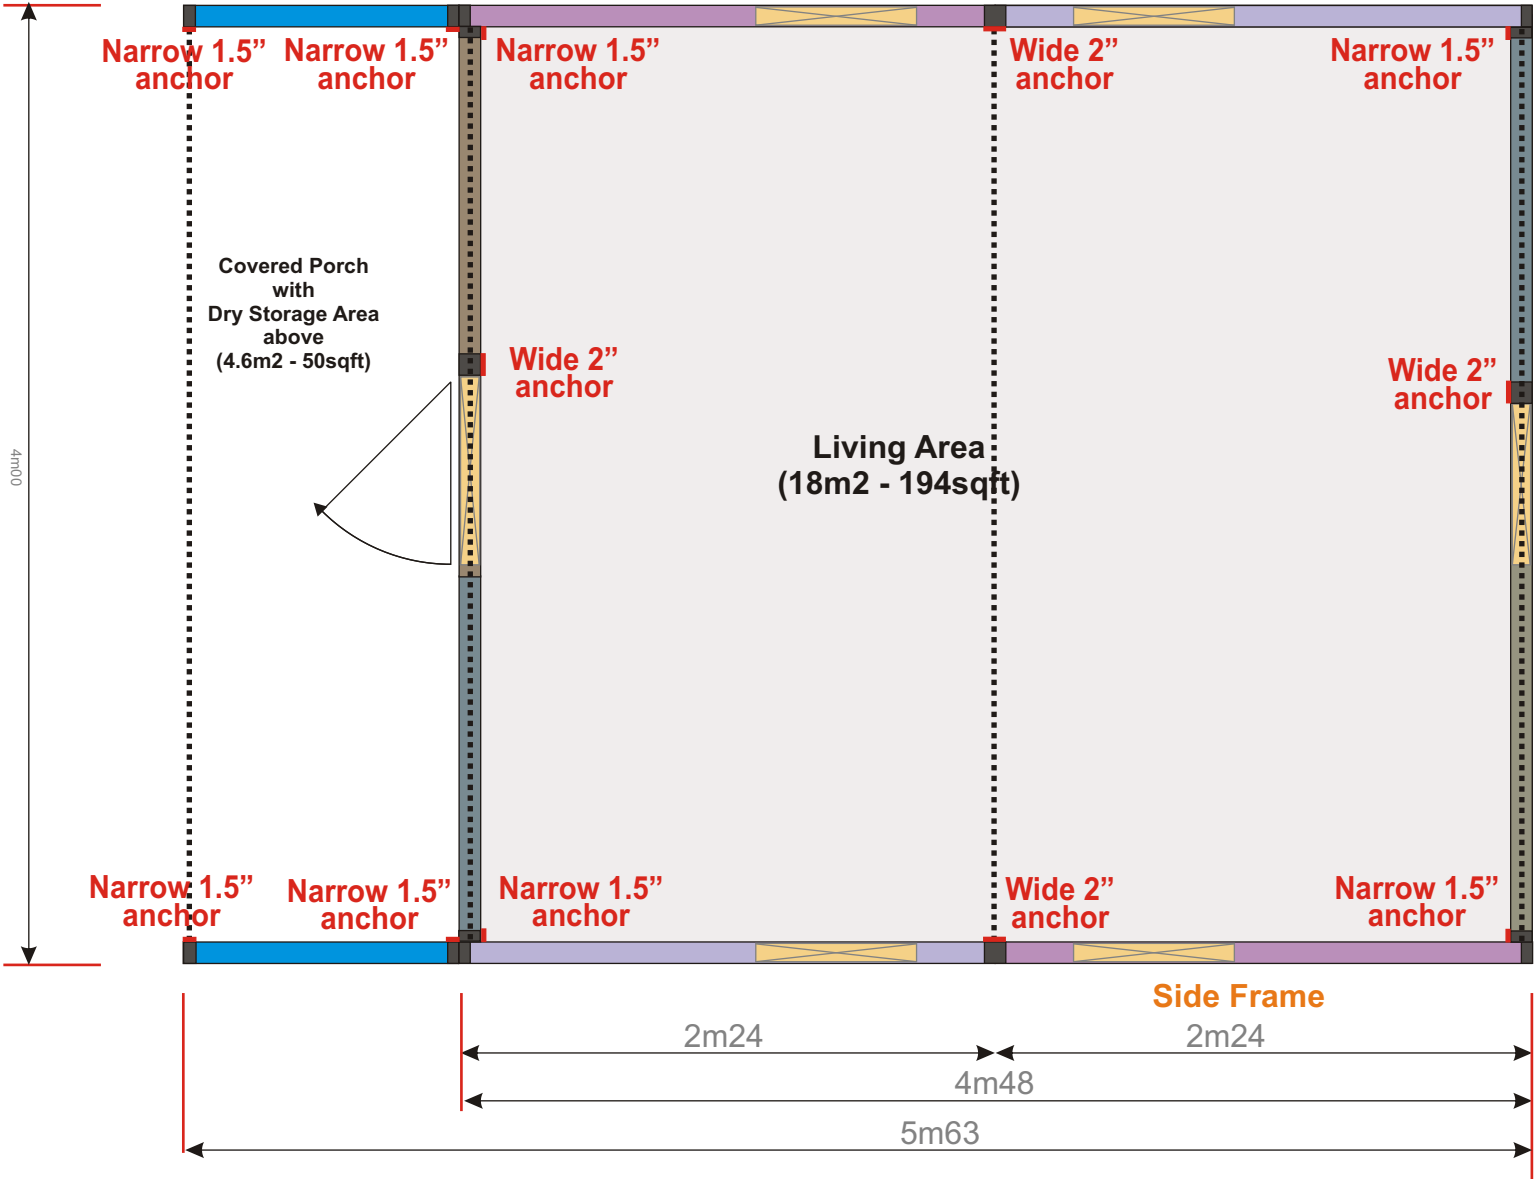 Narrow 1.5”
anchor
Narrow 1.5”
anchor
Narrow 1.5”
anchor
Wide 2”
anchor
Narrow 1.5”
anchor
Covered Porch
with
Dry Storage Area
above
(4.6m2 - 50sqft)
Wide 2”
anchor
Wide 2”
anchor
4m00
Living Area
(18m2 - 194sqft)
Narrow 1.5”
anchor
Narrow 1.5”
anchor
Narrow 1.5”
anchor
Wide 2”
anchor
Narrow 1.5”
anchor
Side Frame
2m24
2m24
4m48
5m63